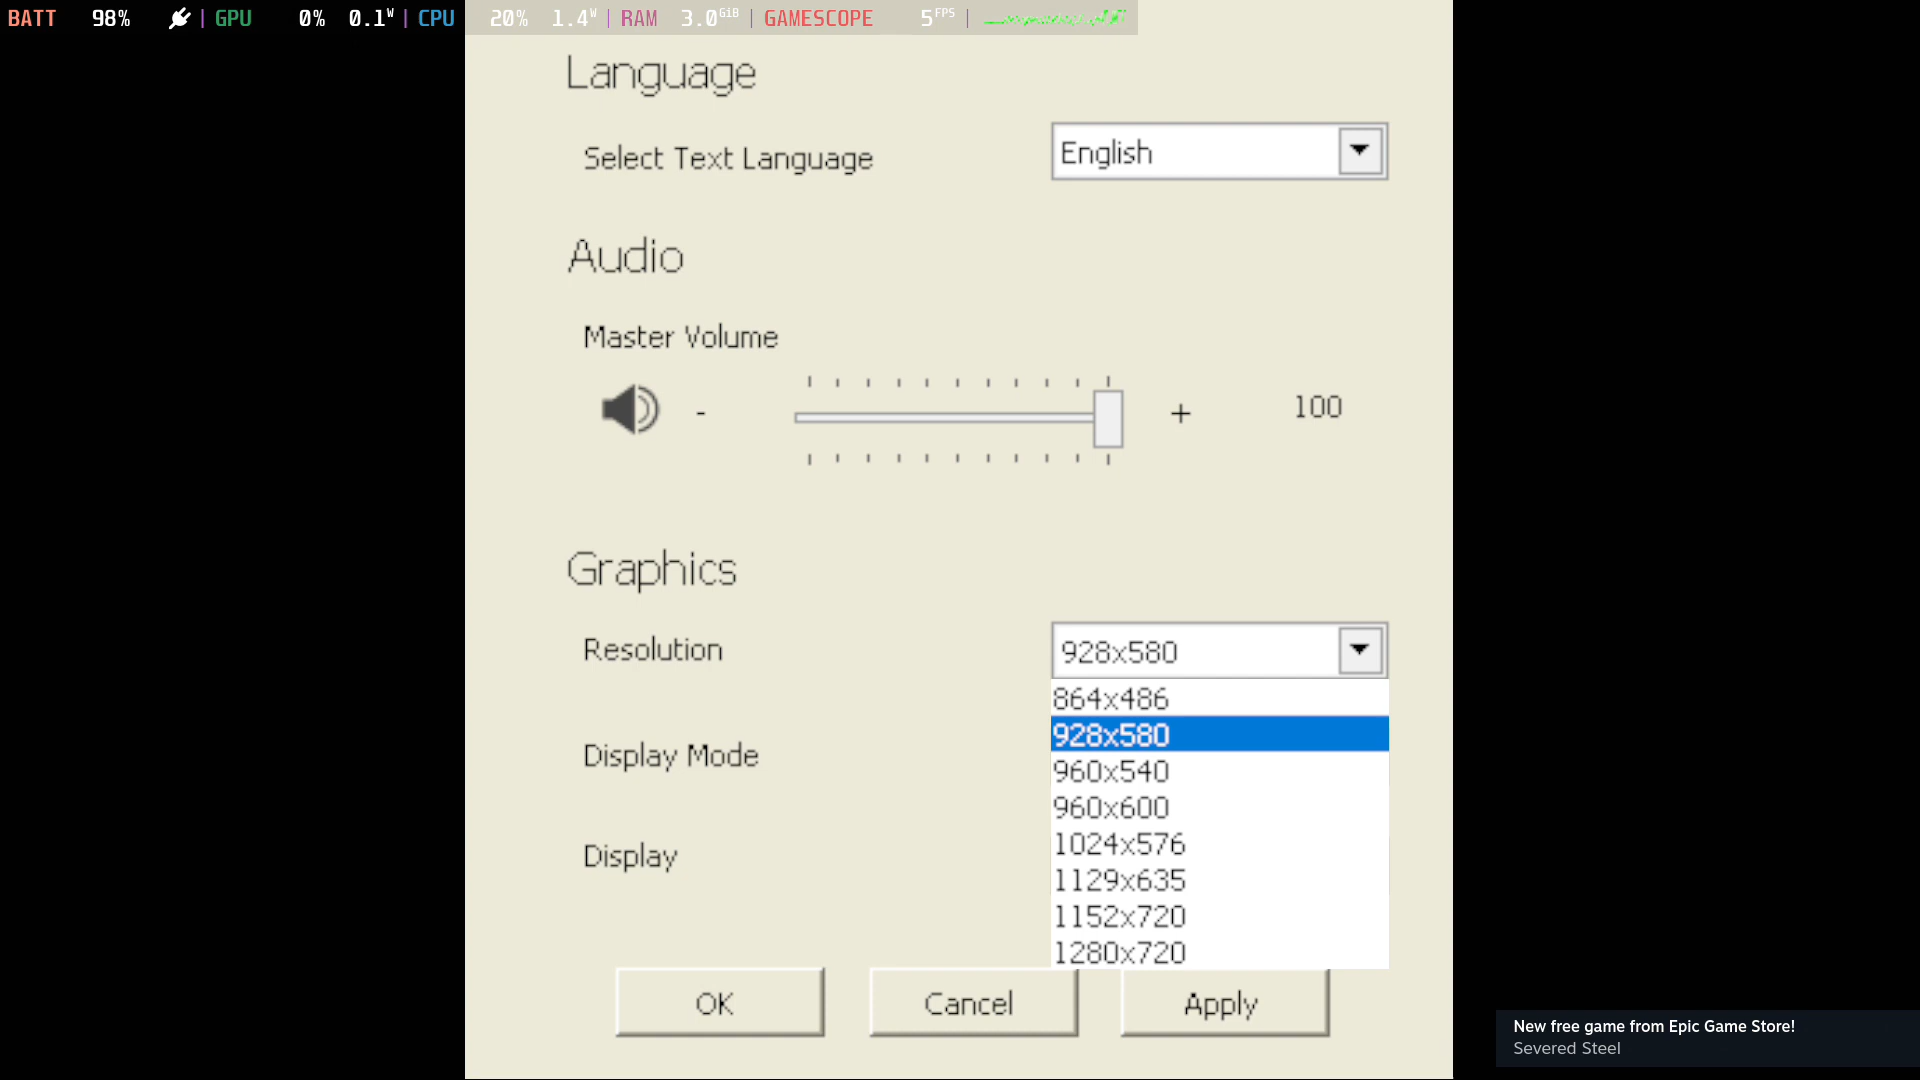 BATT 98% | GPU 0% 0.1W | CPU 20% 1.4W | RAM 3.0GiB | GAMESCOPE 5FPS |
Language
Select Text Language English
Audio
Master Volume
- + 100
Graphics
Resolution 928x580
864x486
928x580
Display Mode
960x540
960x600
1024x576
Display
1129x635
1152x720
1280x720
OK Cancel Apply
New free game from Epic Game Store!
Severed Steel